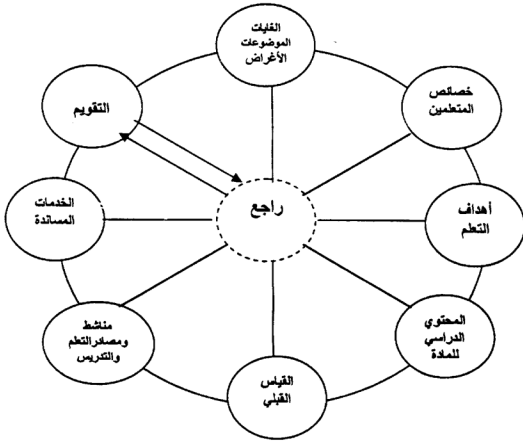 الغايات
الموضوعات
الأغراض
خصائص
المتعلمين
أهداف
التعلم
المحتوي
الدراسي
للمادة
القياس
القبلي
مناشط
ومصادرالتعلم
والتدريس
الخدمات
المساندة
التقويم
راجع